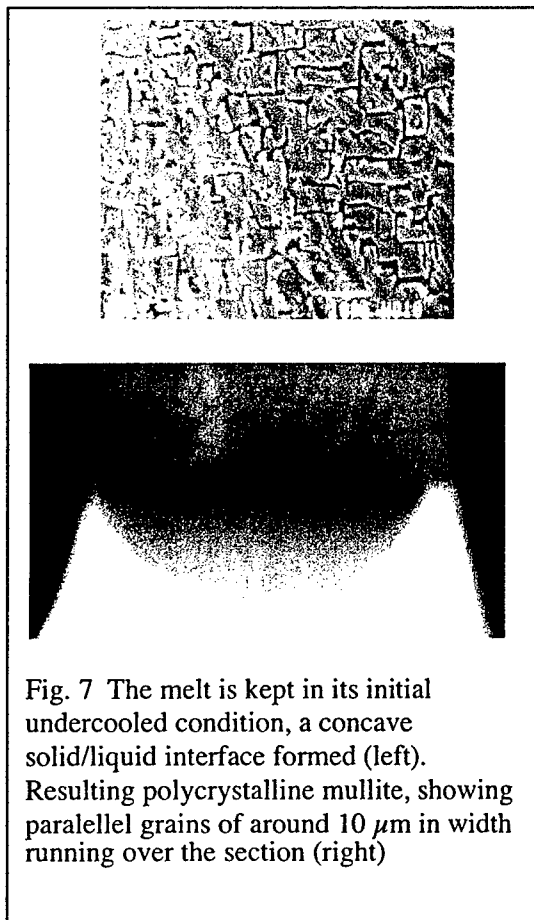 Fig. 7 The melt is kept in its initial
undercooled condition, a concave
solid/liquid interface formed (left).
Resulting polycrystalline mullite, showing
paralellel grains of around 10 μm in width
running over the section (right)